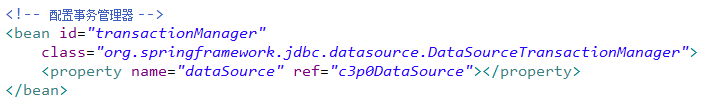 <!-- 配置事务管理器 -->
<bean id="transactionManager"
class="org.springframework.jdbc.datasource.DataSourceTransactionManager">
<property name="dataSource" ref="c3p0DataSource"></property>
</bean>